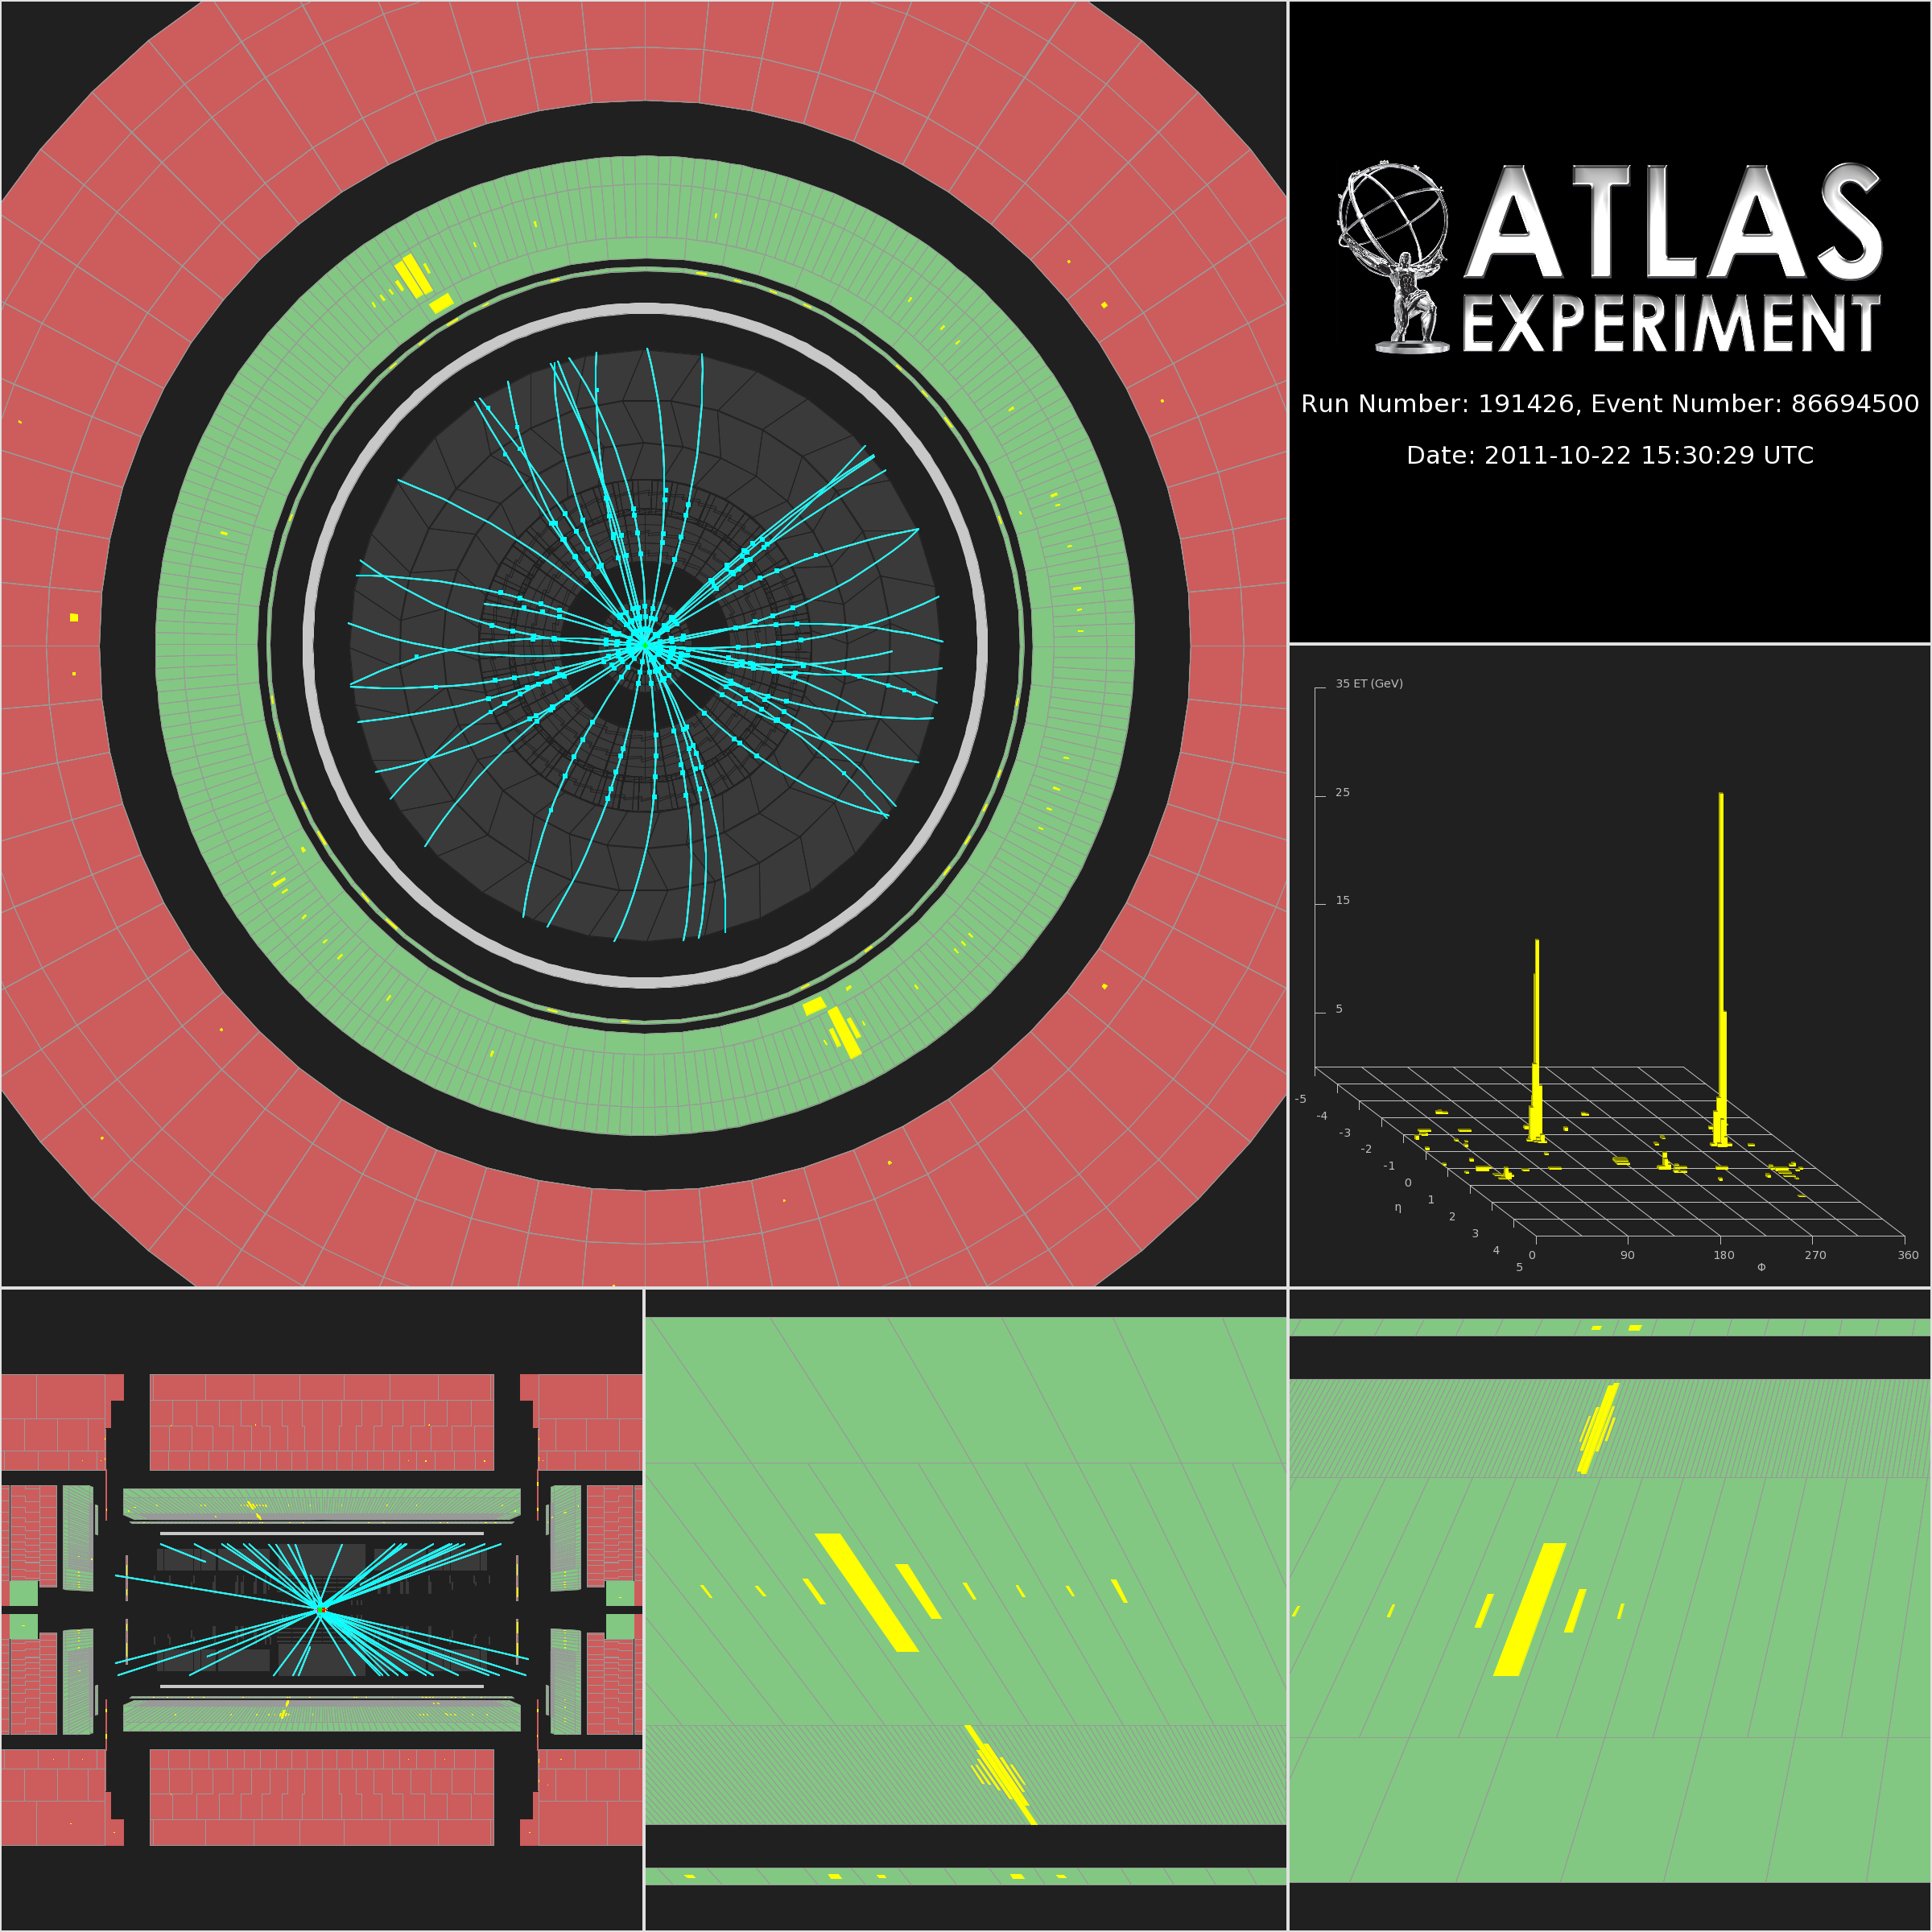 ATLAS
EXPERIMENT
Run Number: 191426, Event Number: 86694500
Date: 2011-10-22 15:30:29 UTC
35 ET (GeV)
25
15
5
-5
-4
-3
-2
-1
0
1
η
2
3
4
5
0 90 180 270 360
Φ